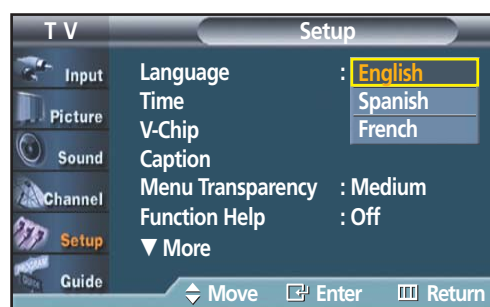 T V
Setup
Input
Picture
Sound
Channel
Setup
Guide
Language : English
Time Spanish
V-Chip French
Caption
Menu Transparency : Medium
Function Help : Off
▼ More
Move Enter Return